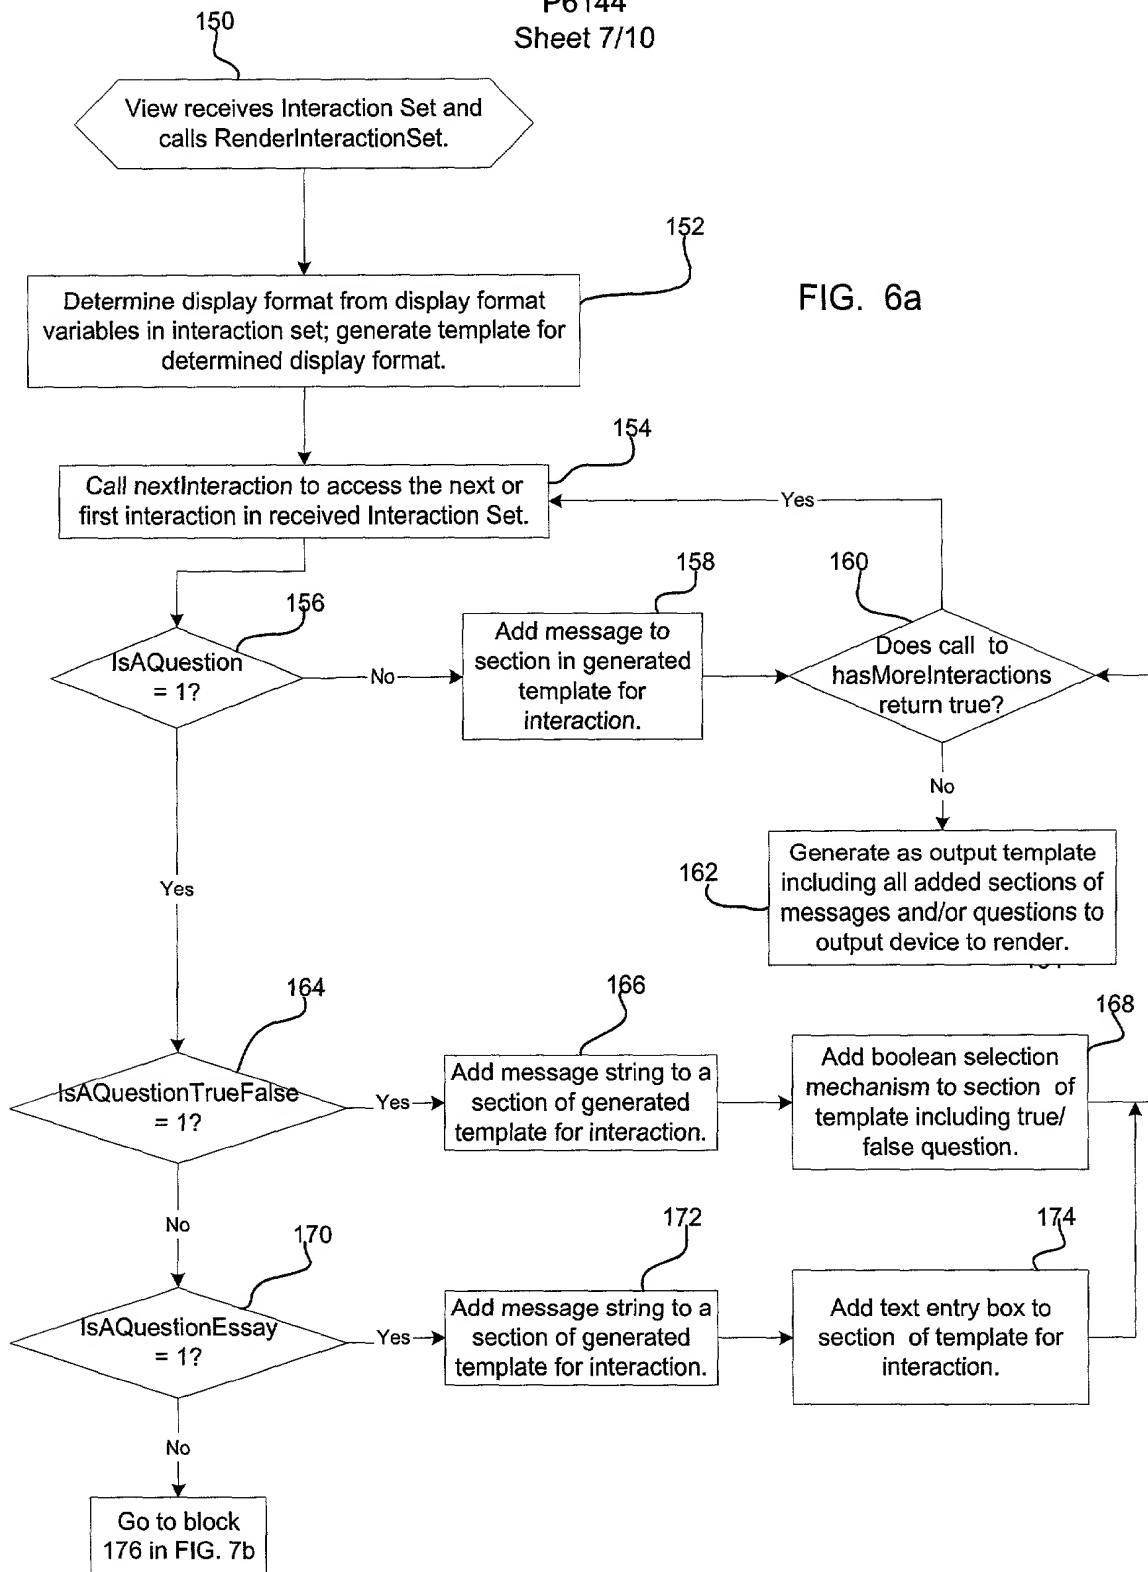 P6144
Sheet 7/10
150
View receives Interaction Set and
calls RenderInteractionSet.
152
Determine display format from display format
variables in interaction set; generate template for
determined display format.
FIG. 6a
154
Call nextInteraction to access the next or
first interaction in received Interaction Set.
Yes
156
IsAQuestion
= 1?
No
158
Add message to
section in generated
template for
interaction.
160
Does call to
hasMoreInteractions
return true?
No
162
Generate as output template
including all added sections of
messages and/or questions to
output device to render.
Yes
164
IsAQuestionTrueFalse
= 1?
Yes
166
Add message string to a
section of generated
template for interaction.
168
Add boolean selection
mechanism to section of
template including true/
false question.
No
170
IsAQuestionEssay
= 1?
Yes
172
Add message string to a
section of generated
template for interaction.
174
Add text entry box to
section of template for
interaction.
No
Go to block
176 in FIG. 7b